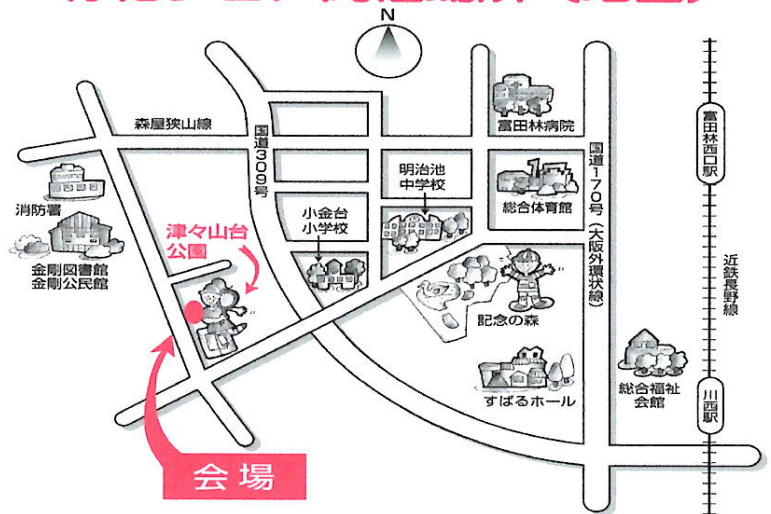 N
森屋狭山線
国道309号
富田林病院
富田林西口駅
消防署
金剛図書館
金剛公民館
津々山台
公園
小金台
小学校
明治池
中学校
総合体育館
国道170号(大阪外環状線)
近鉄長野線
記念の森
すばるホール
総合福祉
会館
川西駅
会場